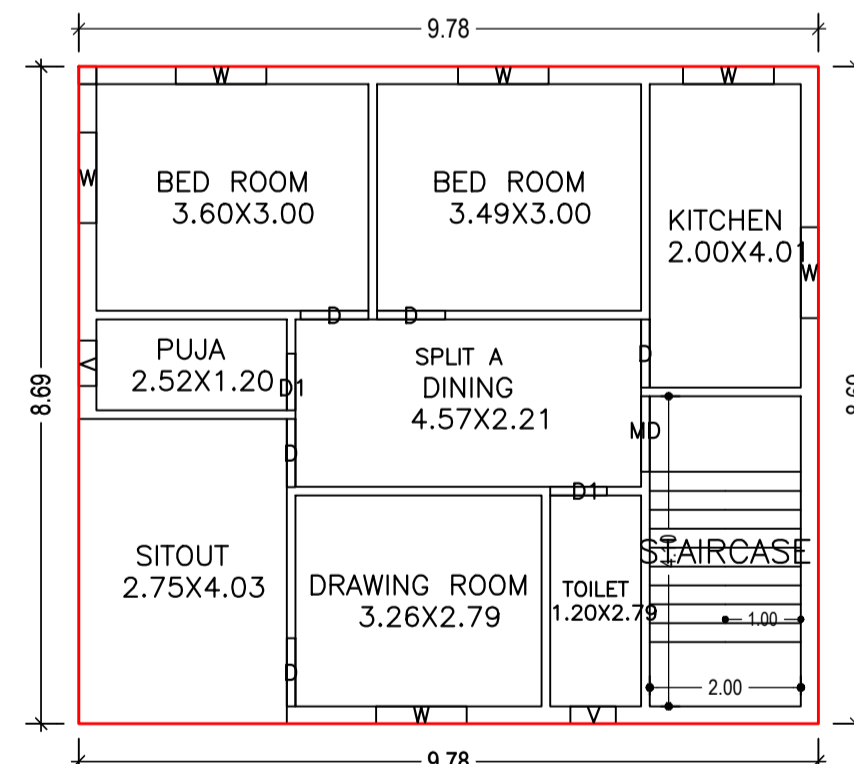 9.78
W
W
W
W
BED ROOM
3.60X3.00
BED ROOM
3.49X3.00
KITCHEN
2.00X4.01
W
D
D
PUJA
2.52X1.20
V
D1
SPLIT A
DINING
4.57X2.21
D
8.69
MD
D
D1
SITOUT
2.75X4.03
DRAWING ROOM
3.26X2.79
TOILET
1.20X2.79
STAIRCASE
1.00
2.00
D
W
V
9.78